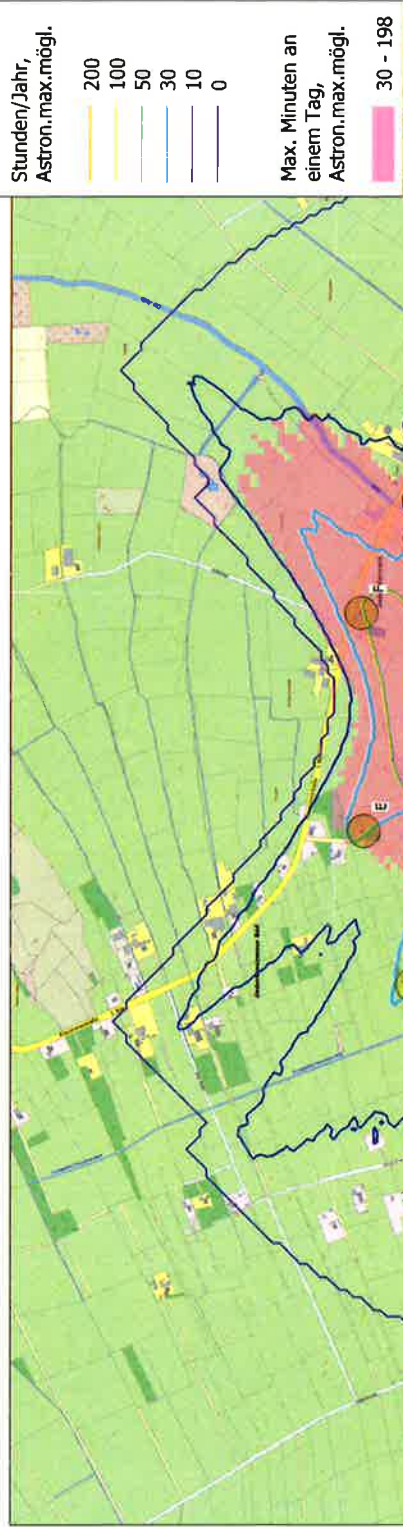 Stunden/Jahr,
Astron.max.mögl.
200
100
50
30
10
0
Max. Minuten an
einem Tag,
Astron.max.mögl.
30 - 198
E
F